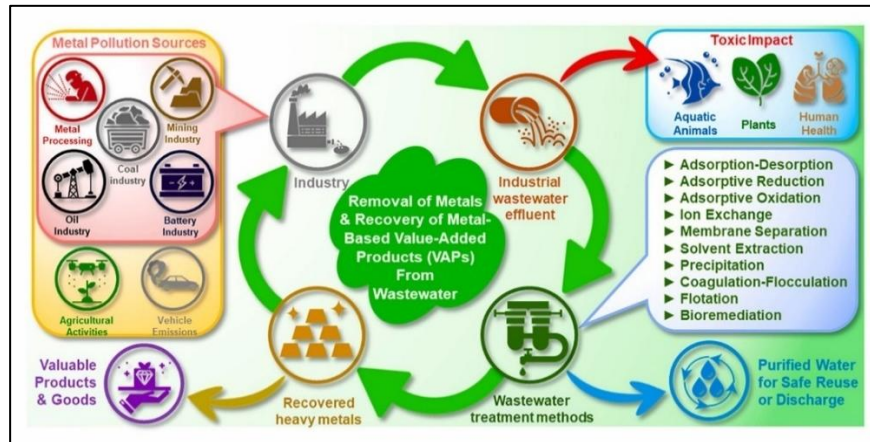 Metal Pollution Sources
Metal
Processing
Mining
Industry
Coal
industry
Oil
Industry
Battery
Industry
Agricultural
Activities
Vehicle
Emissions
Industry
Industrial
wastewater
effluent
Toxic Impact
Aquatic
Animals
Plants
Human
Health
Removal of Metals
& Recovery of Metal-
Based Value-Added
Products (VAPs)
From
Wastewater
► Adsorption-Desorption
► Adsorptive Reduction
► Adsorptive Oxidation
► Ion Exchange
► Membrane Separation
► Solvent Extraction
► Precipitation
► Coagulation-Flocculation
► Flotation
► Bioremediation
Valuable
Products
& Goods
Recovered
heavy metals
Wastewater
treatment methods
Purified Water
for Safe Reuse
or Discharge